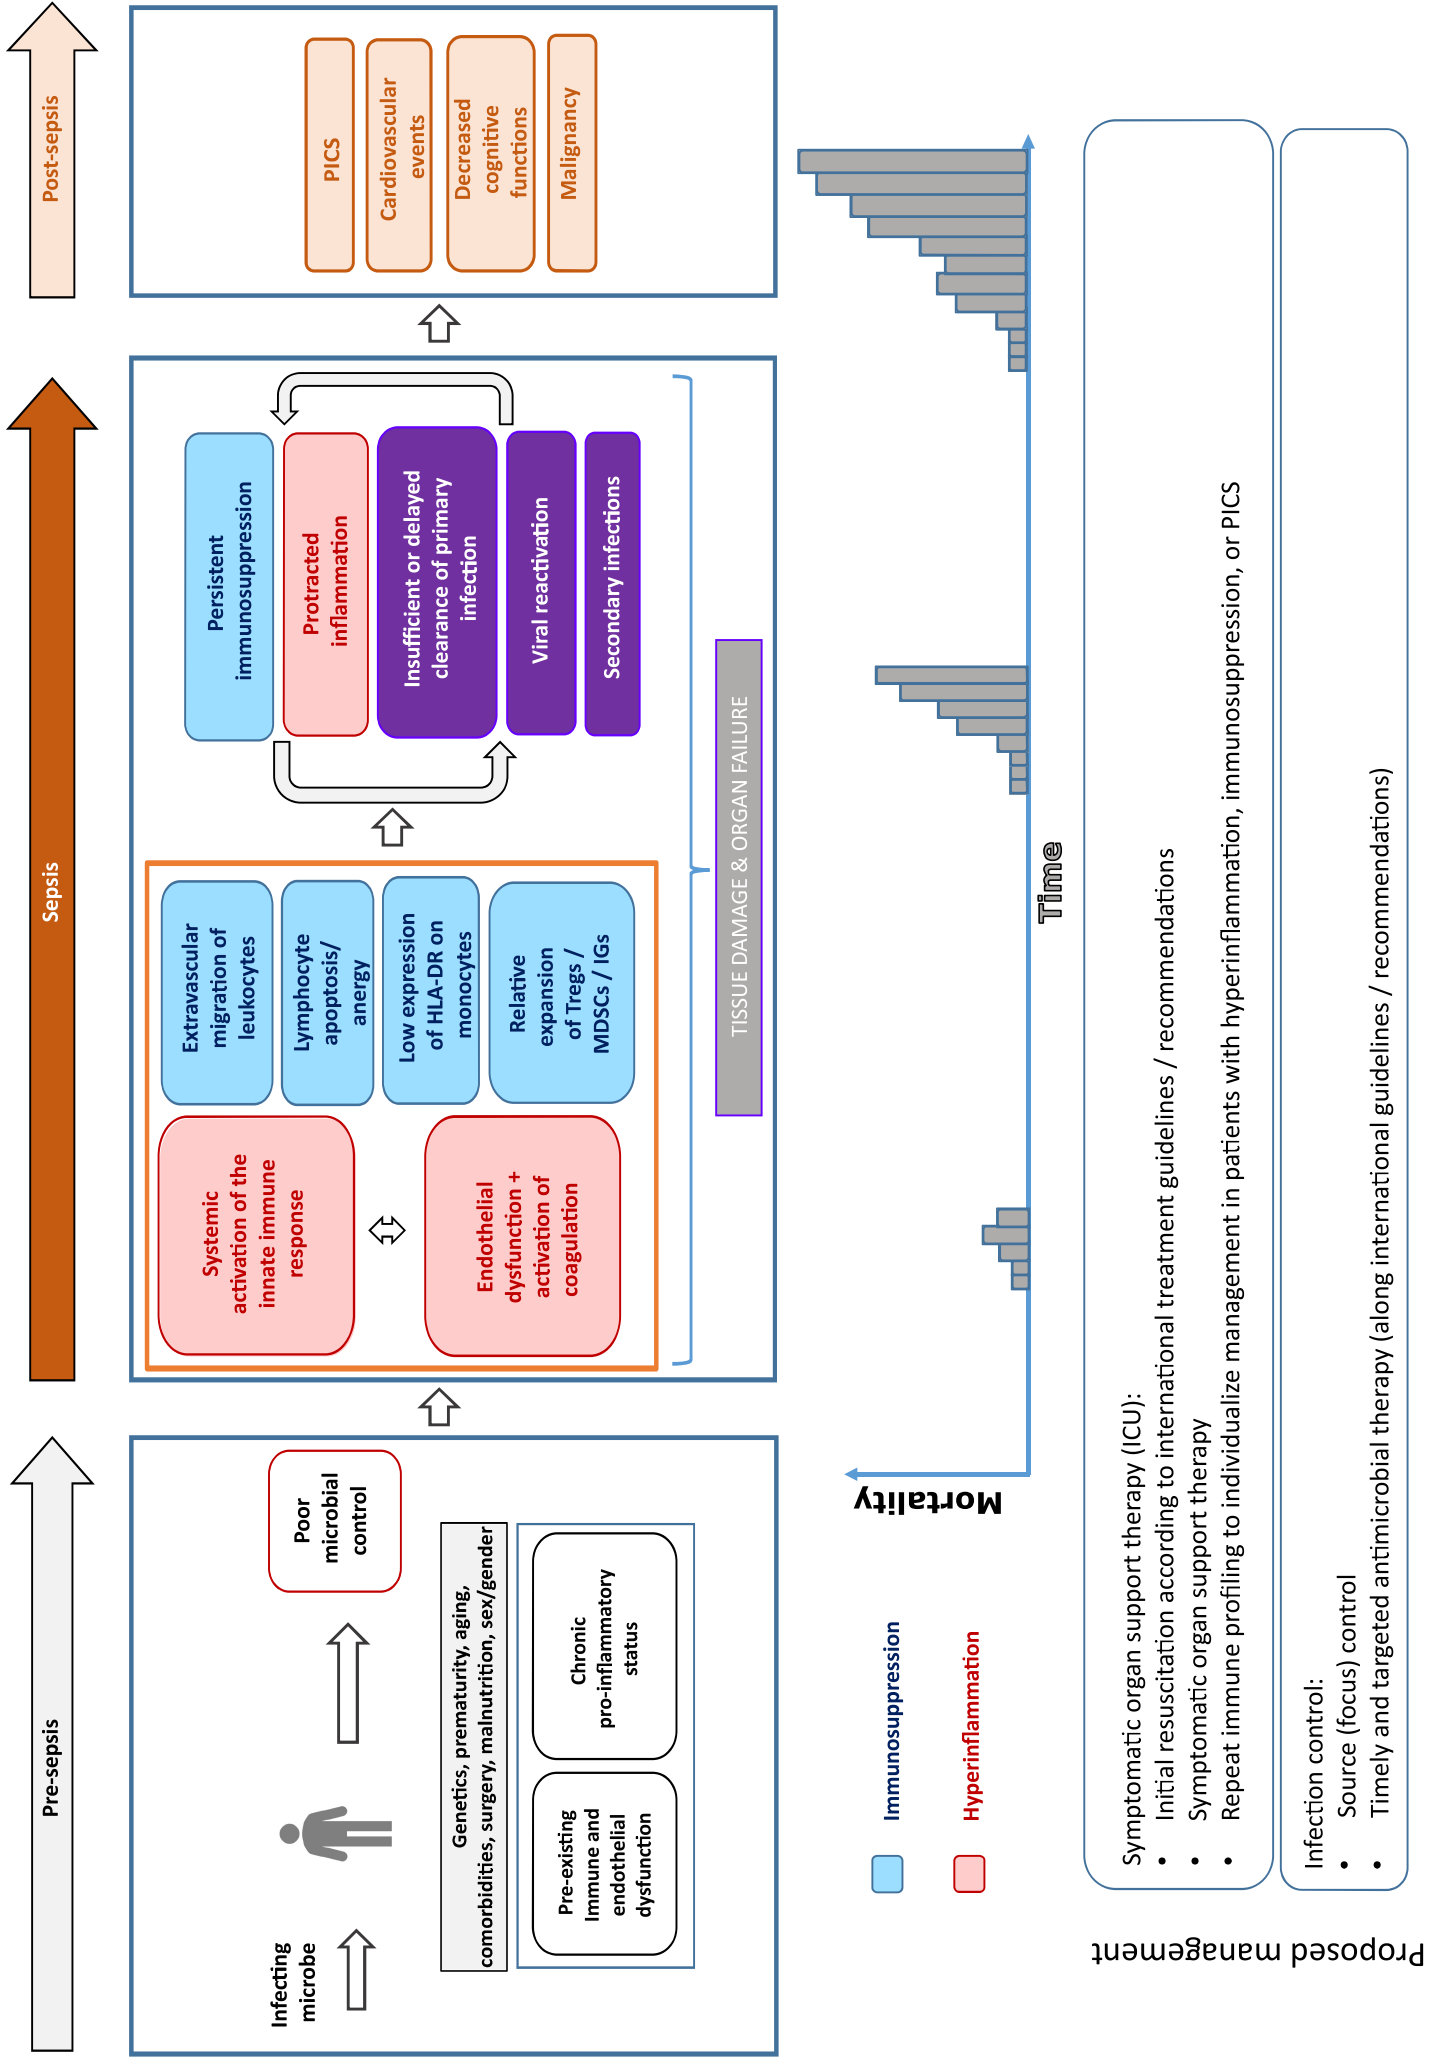 Pre-sepsis
Sepsis
Post-sepsis
Infecting
microbe
Poor
microbial
control
Genetics, prematurity, aging,
comorbidities, surgery, malnutrition, sex/gender
Pre-existing
Immune and
endothelial
dysfunction
Chronic
pro-inflammatory
status
Systemic
activation of the
innate immune
response
Endothelial
dysfunction +
activation of
coagulation
Extravascular
migration of
leukocytes
Lymphocyte
apoptosis/
anergy
Low expression
of HLA-DR on
monocytes
Relative
expansion
of Tregs /
MDSCs / IGs
Persistent
immunosuppression
Protracted
inflammation
Insufficient or delayed
clearance of primary
infection
Viral reactivation
Secondary infections
TISSUE DAMAGE & ORGAN FAILURE
PICS
Cardiovascular
events
Decreased
cognitive
functions
Malignancy
Immunosuppression
Hyperinflammation
Mortality
Time
Proposed management
Symptomatic organ support therapy (ICU):
• Initial resuscitation according to international treatment guidelines / recommendations
• Symptomatic organ support therapy
• Repeat immune profiling to individualize management in patients with hyperinflammation, immunosuppression, or PICS
Infection control:
• Source (focus) control
• Timely and targeted antimicrobial therapy (along international guidelines / recommendations)